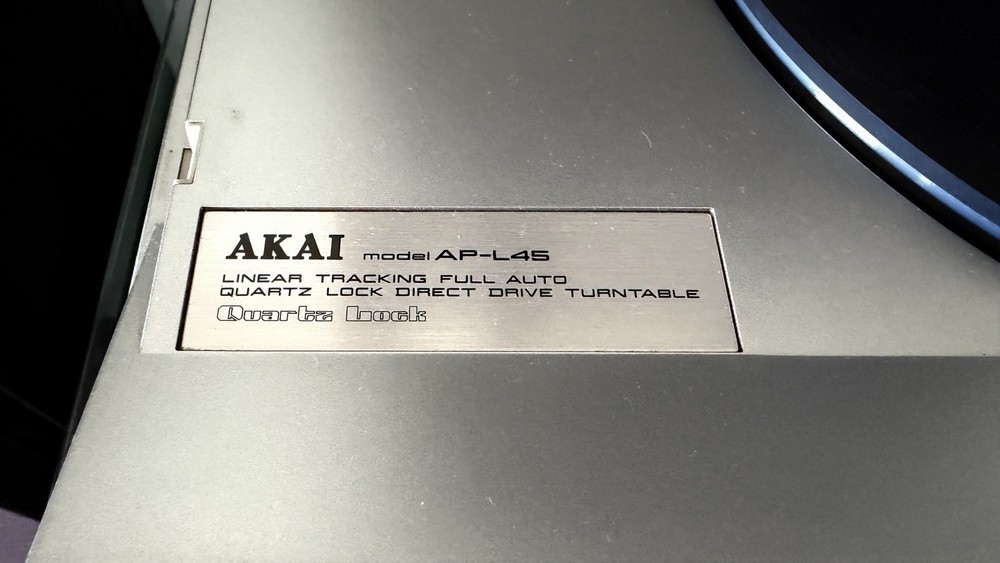 AKAI model AP-L45
LINEAR TRACKING FULL AUTO
QUARTZ LOCK DIRECT DRIVE TURNTABLE
Quartz Lock